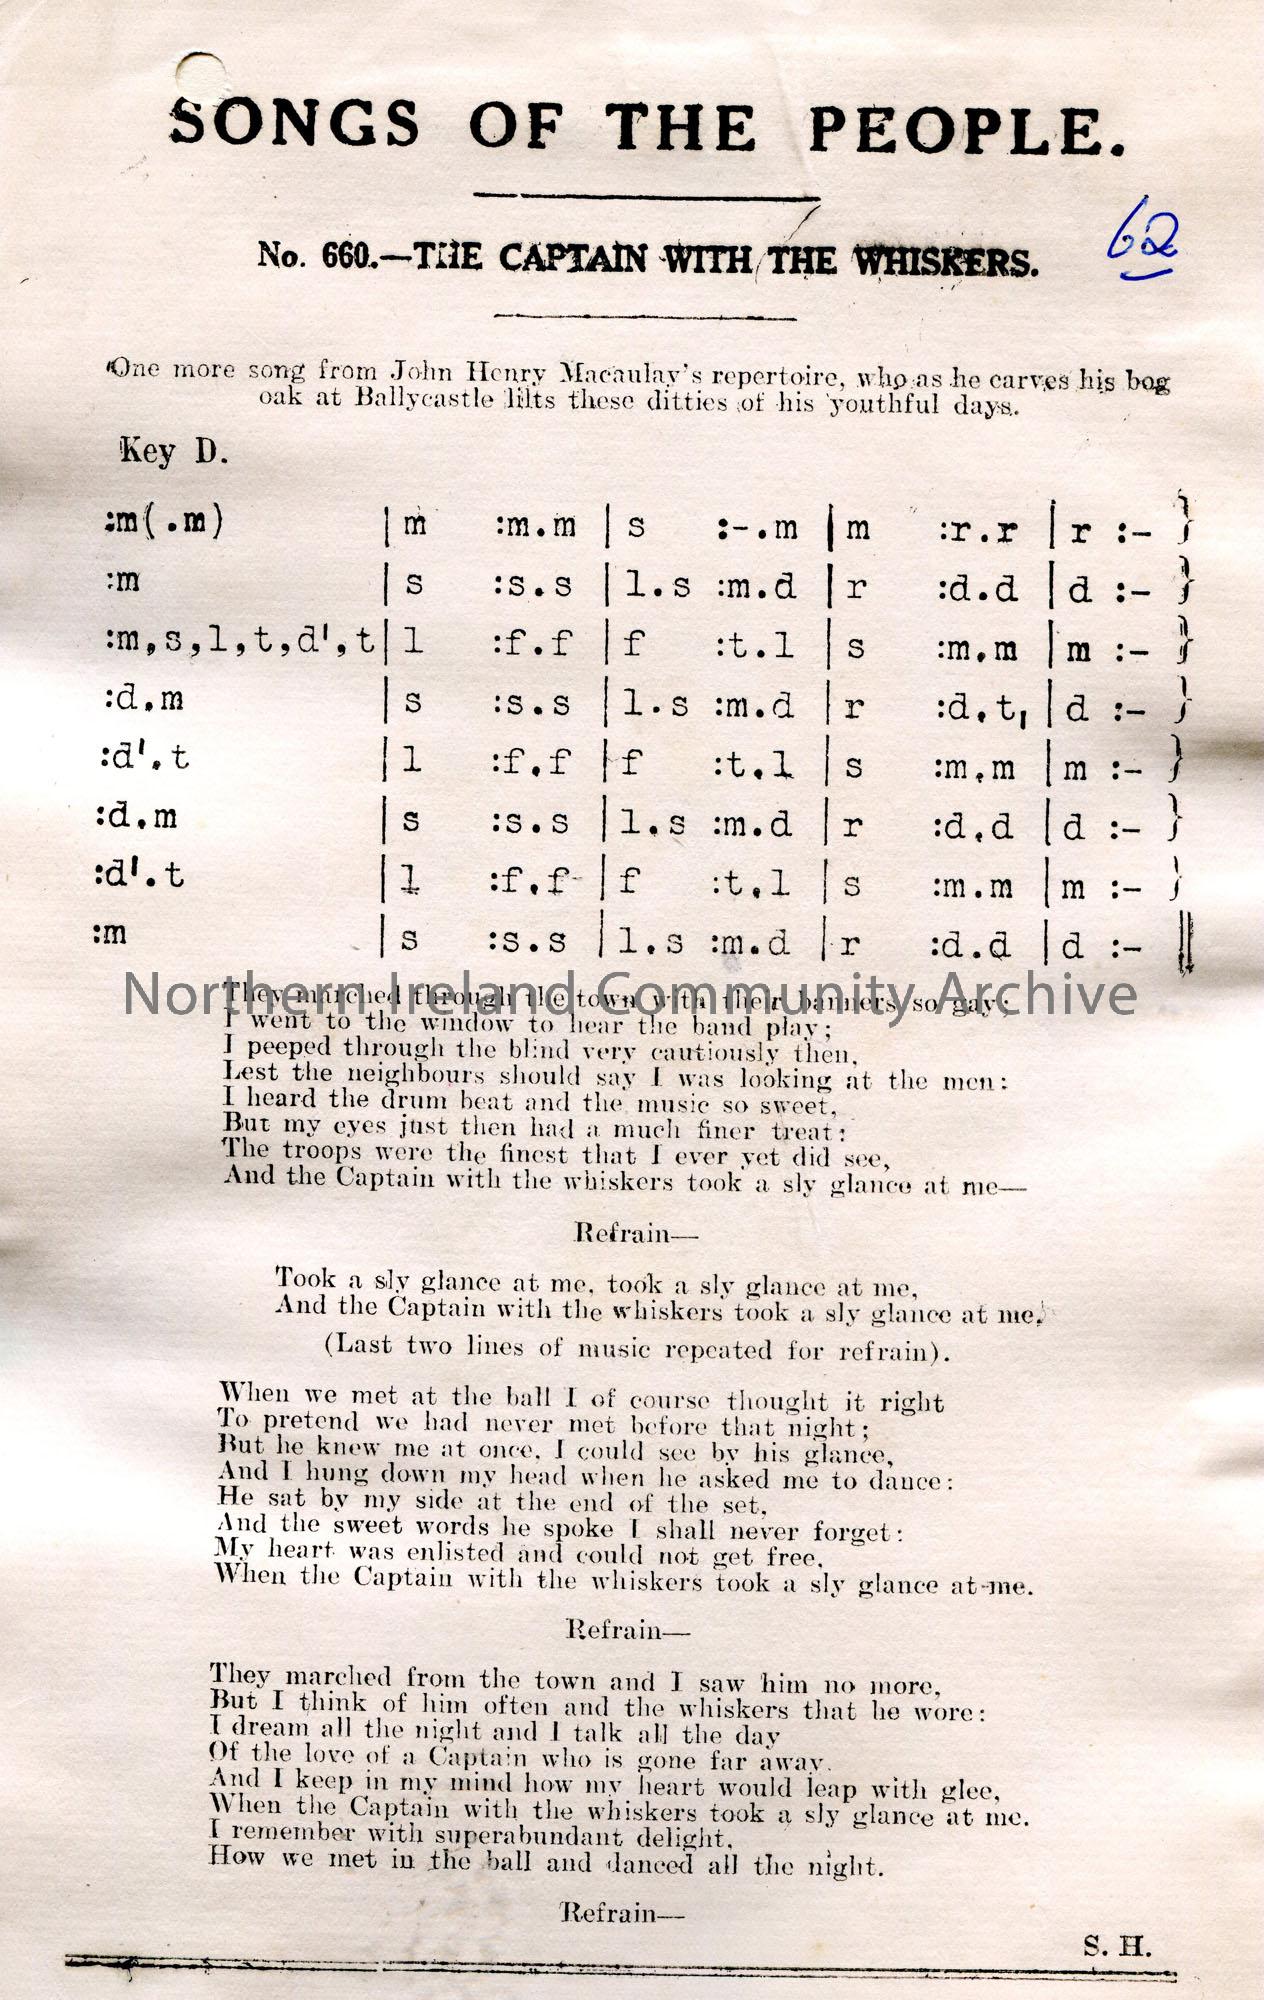 SONGS OF THE PEOPLE.
No. 660.—THE CAPTAIN WITH THE WHISKERS.
62
One more song from John Henry Macaulay's repertoire, who as he carves his bog
oak at Ballycastle lilts these ditties of his youthful days.
Key D.
:m(.m) | m :m.m | s :-.m | m :r.r | r :- }
:m | s :s.s | l.s :m.d | r :d.d | d :- }
:m,s,l,t,d',t | l :f.f | f :t.l | s :m.m | m :- }
:d.m | s :s.s | l.s :m.d | r :d.t, | d :- }
:d'.t | l :f.f | f :t.l | s :m.m | m :- }
:d.m | s :s.s | l.s :m.d | r :d.d | d :- }
:d'.t | l :f.f | f :t.l | s :m.m | m :- }
:m | s :s.s | l.s :m.d | r :d.d | d :- ||
Northern Ireland Community Archive
They marched through the town with their banners so gay;
I went to the window to hear the band play;
I peeped through the blind very cautiously then,
Lest the neighbours should say I was looking at the men:
I heard the drum beat and the music so sweet,
But my eyes just then had a much finer treat:
The troops were the finest that I ever yet did see,
And the Captain with the whiskers took a sly glance at me—
Refrain—
Took a sly glance at me, took a sly glance at me,
And the Captain with the whiskers took a sly glance at me.
(Last two lines of music repeated for refrain).
When we met at the ball I of course thought it right
To pretend we had never met before that night;
But he knew me at once, I could see by his glance,
And I hung down my head when he asked me to dance:
He sat by my side at the end of the set,
And the sweet words he spoke I shall never forget:
My heart was enlisted and could not get free,
When the Captain with the whiskers took a sly glance at me.
Refrain—
They marched from the town and I saw him no more,
But I think of him often and the whiskers that he wore:
I dream all the night and I talk all the day
Of the love of a Captain who is gone far away.
And I keep in my mind how my heart would leap with glee,
When the Captain with the whiskers took a sly glance at me.
I remember with superabundant delight,
How we met in the ball and danced all the night.
Refrain—
S. H.